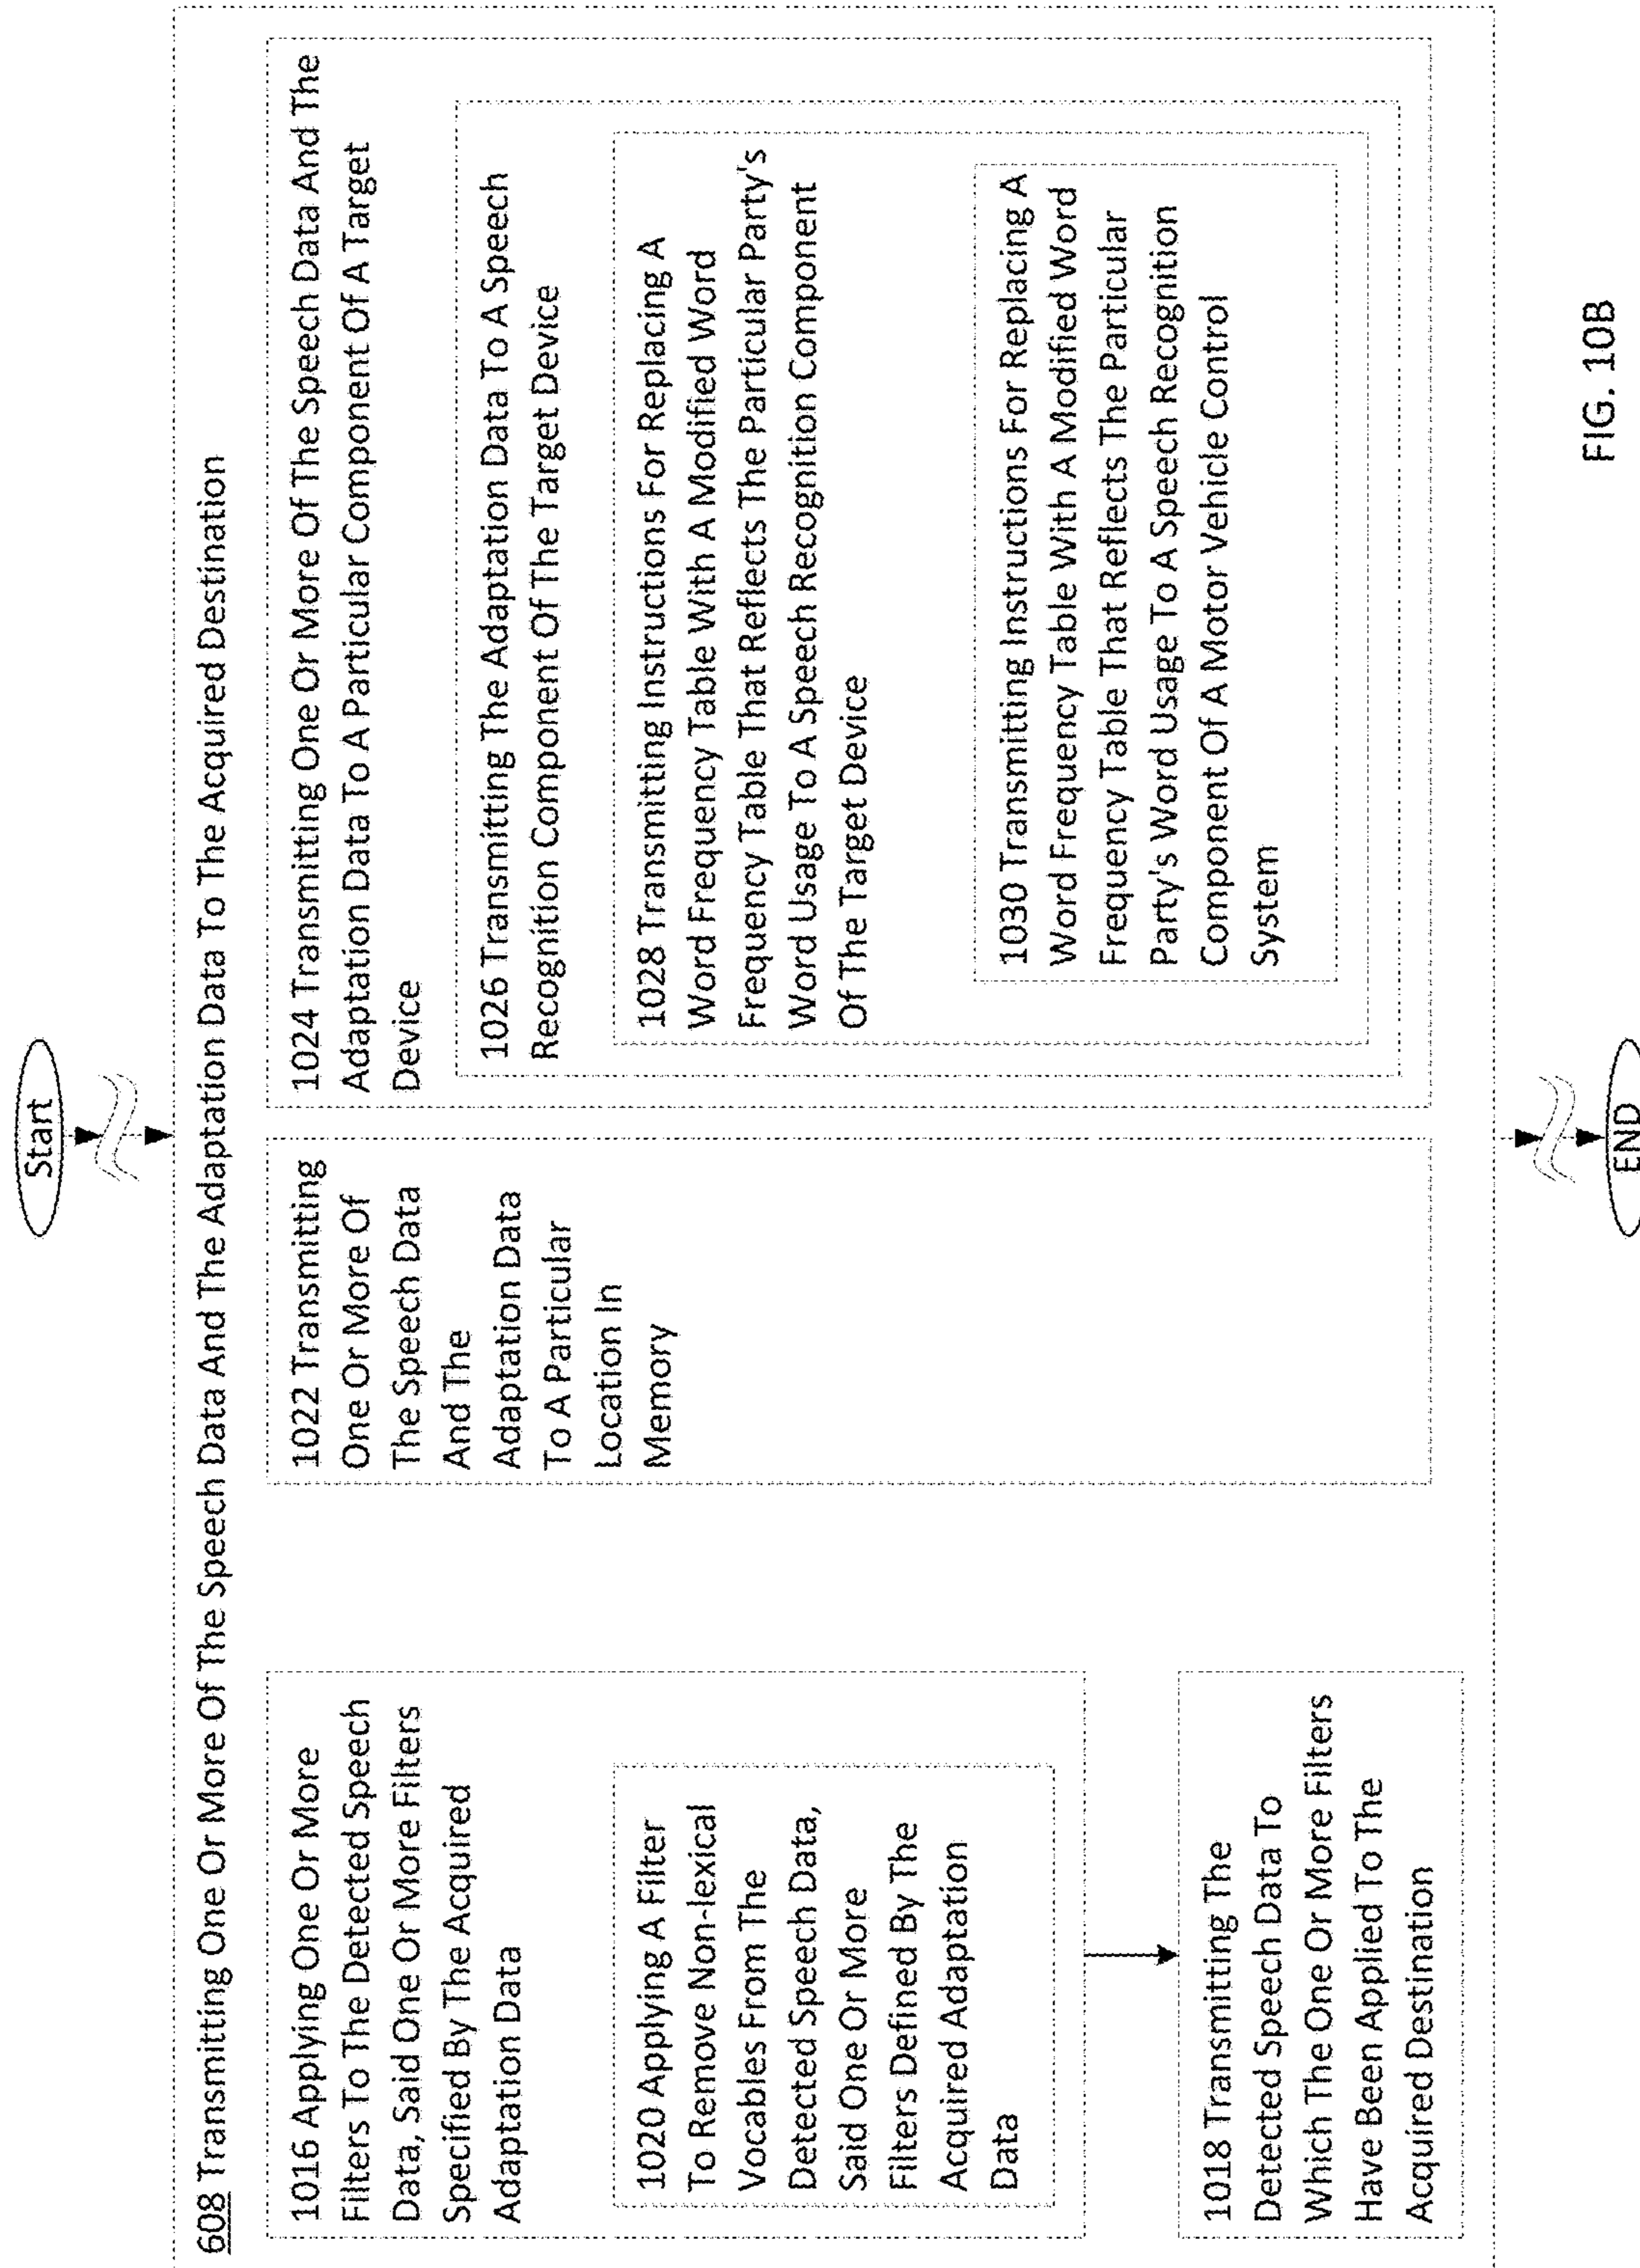 Start
608 Transmitting One Or More Of The Speech Data And The Adaptation Data To The Acquired Destination
1016 Applying One Or More
Filters To The Detected Speech
Data, Said One Or More Filters
Specified By The Acquired
Adaptation Data
1020 Applying A Filter
To Remove Non-lexical
Vocables From The
Detected Speech Data,
Said One Or More
Filters Defined By The
Acquired Adaptation
Data
1018 Transmitting The
Detected Speech Data To
Which The One Or More Filters
Have Been Applied To The
Acquired Destination
1022 Transmitting
One Or More Of
The Speech Data
And The
Adaptation Data
To A Particular
Location In
Memory
1024 Transmitting One Or More Of The Speech Data And The
Adaptation Data To A Particular Component Of A Target
Device
1026 Transmitting The Adaptation Data To A Speech
Recognition Component Of The Target Device
1028 Transmitting Instructions For Replacing A
Word Frequency Table With A Modified Word
Frequency Table That Reflects The Particular Party's
Word Usage To A Speech Recognition Component
Of The Target Device
1030 Transmitting Instructions For Replacing A
Word Frequency Table With A Modified Word
Frequency Table That Reflects The Particular
Party's Word Usage To A Speech Recognition
Component Of A Motor Vehicle Control
System
END
FIG. 10B